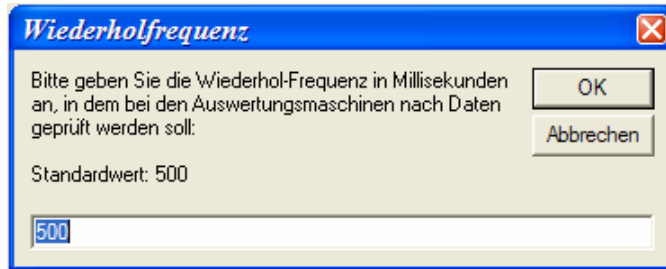 Wiederholfrequenz
Bitte geben Sie die Wiederhol-Frequenz in Millisekunden
an, in dem bei den Auswertungsmaschinen nach Daten
geprüft werden soll:
OK
Abbrechen
Standardwert: 500
500